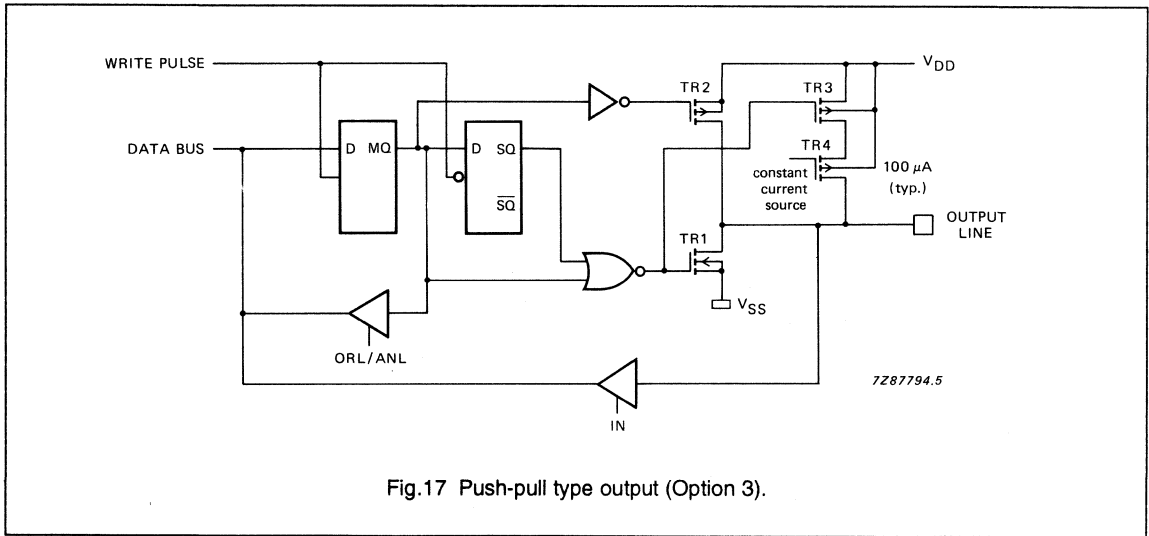 WRITE PULSE
DATA BUS
D MQ
D SQ
S̅Q̅
TR2
TR3
TR4
V_DD
constant
current
source
100 µA
(typ.)
OUTPUT
LINE
TR1
V_SS
ORL/ANL
IN
7Z87794.5
Fig.17 Push-pull type output (Option 3).